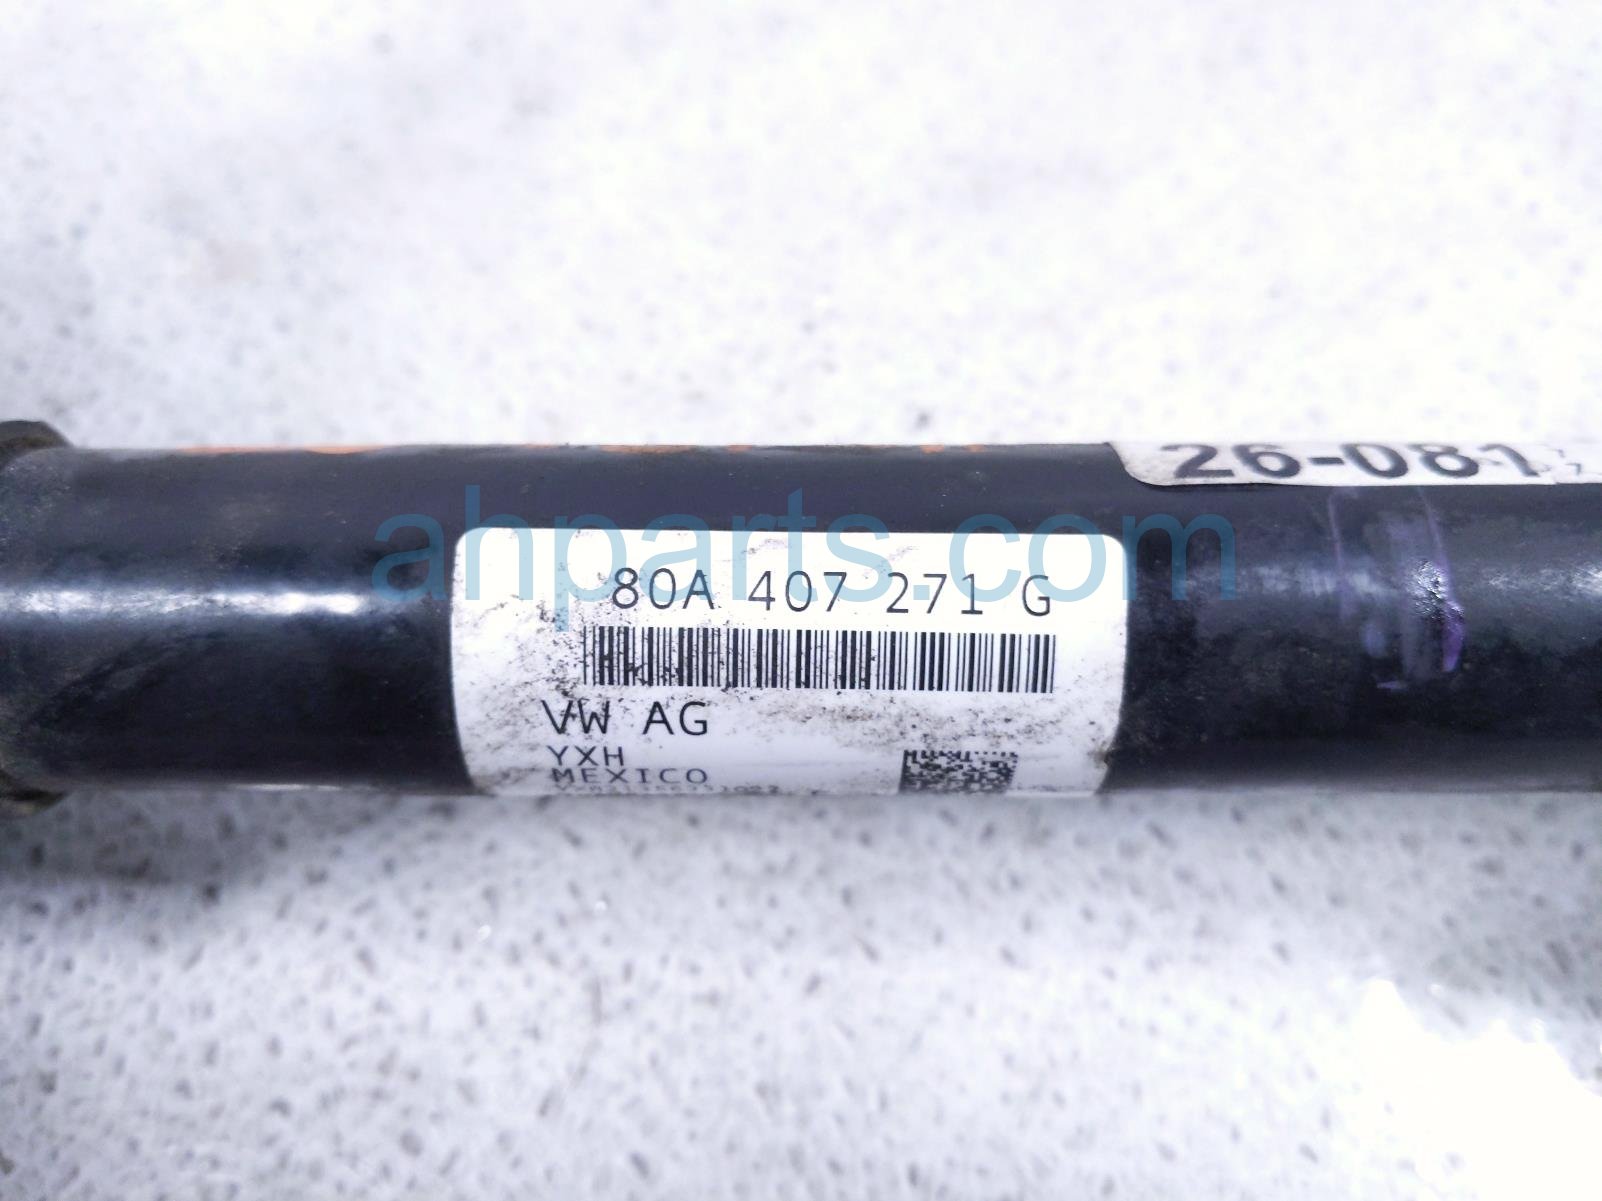 26-081
ahparts.com
80A 407 271 G
VW AG
YXH
MEXICO